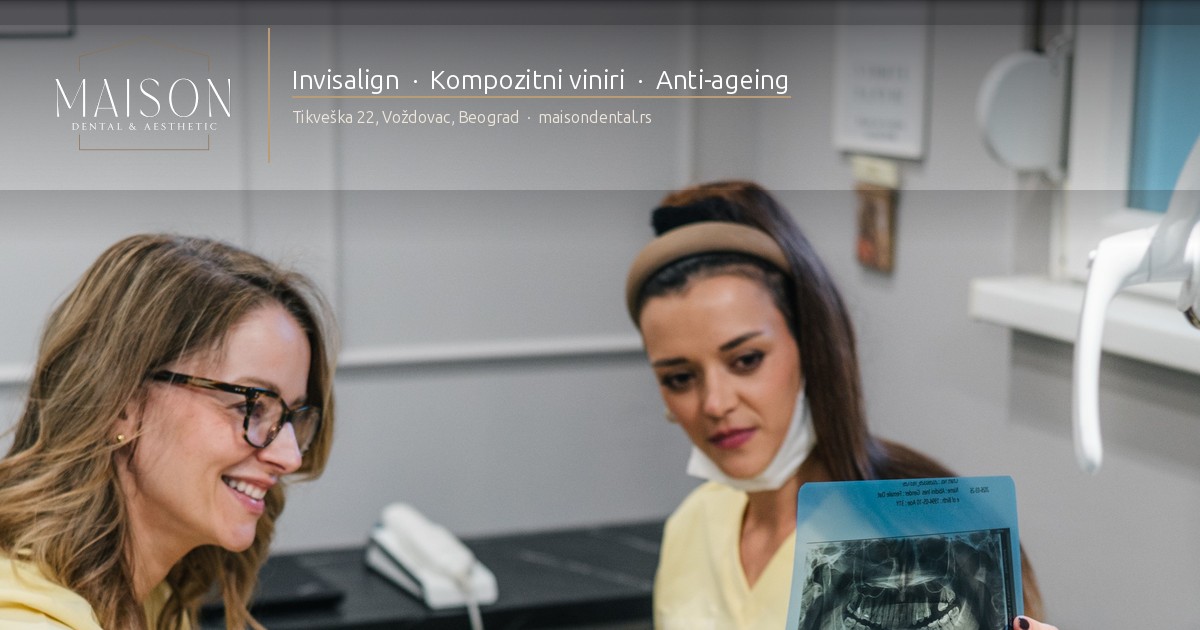 MAISON
DENTAL & AESTHETIC
Invisalign · Kompozitni viniri · Anti-ageing
Tikveška 22, Voždovac, Beograd · maisondental.rs